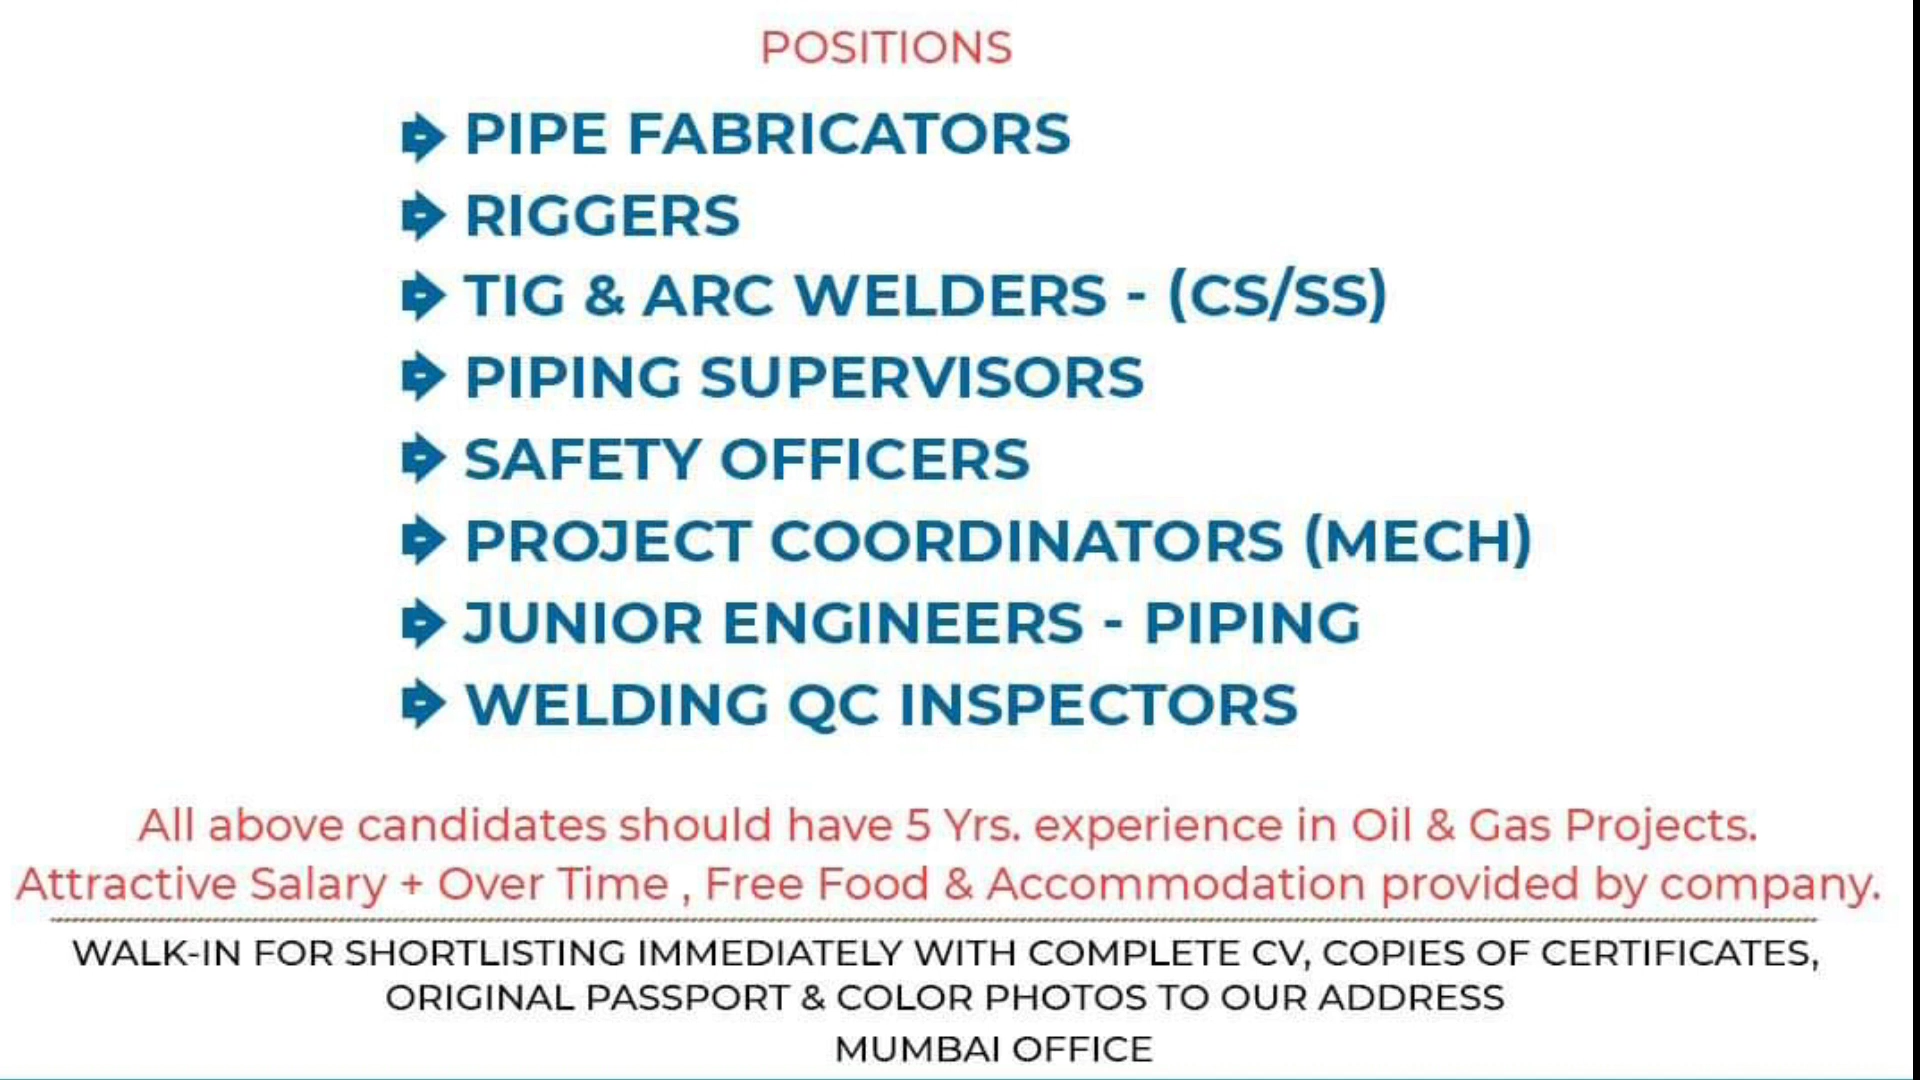 POSITIONS
PIPE FABRICATORS
RIGGERS
TIG & ARC WELDERS - (CS/SS)
PIPING SUPERVISORS
SAFETY OFFICERS
PROJECT COORDINATORS (MECH)
JUNIOR ENGINEERS - PIPING
WELDING QC INSPECTORS
All above candidates should have 5 Yrs. experience in Oil & Gas Projects.
Attractive Salary + Over Time , Free Food & Accommodation provided by company.
WALK-IN FOR SHORTLISTING IMMEDIATELY WITH COMPLETE CV, COPIES OF CERTIFICATES,
ORIGINAL PASSPORT & COLOR PHOTOS TO OUR ADDRESS
MUMBAI OFFICE